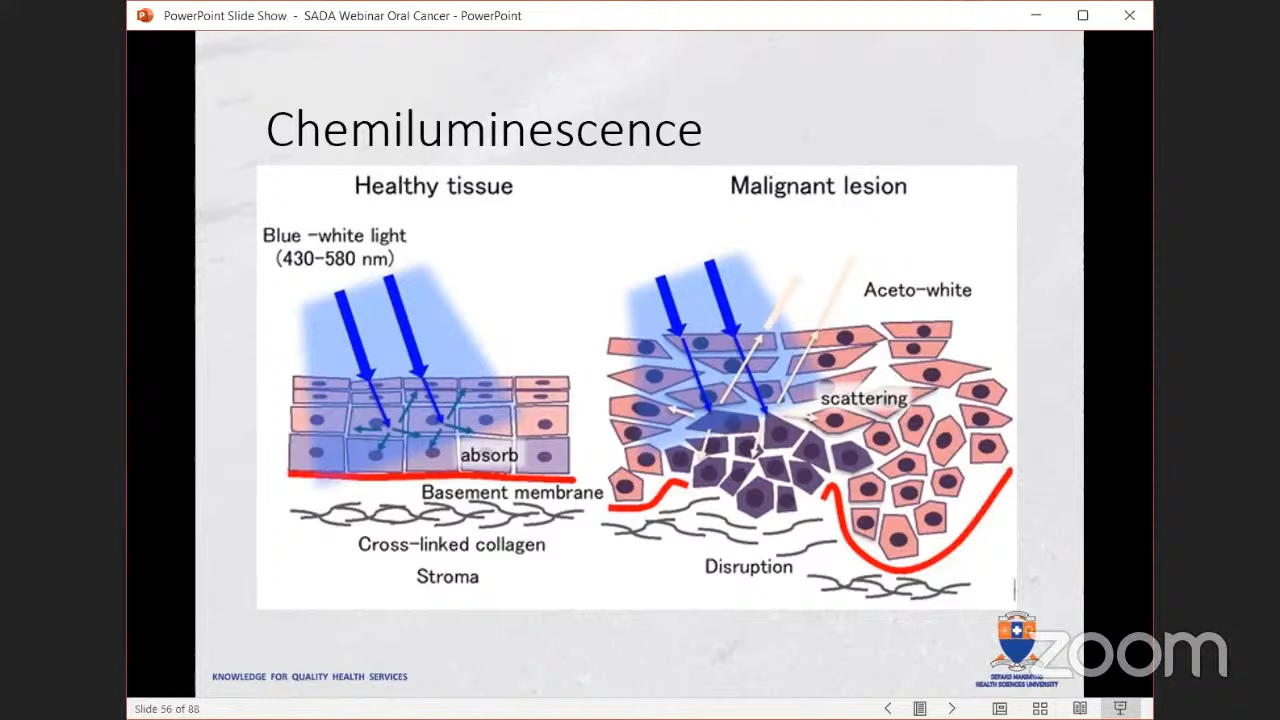 PowerPoint Slide Show - SADA Webinar Oral Cancer - PowerPoint
Chemiluminescence
Healthy tissue
Malignant lesion
Blue -white light
(430-580 nm)
Aceto-white
scattering
absorb
Basement membrane
Cross-linked collagen
Stroma
Disruption
zoom
KNOWLEDGE FOR QUALITY HEALTH SERVICES
SEFAKO MAKGATHO
HEALTH SCIENCES UNIVERSITY
Slide 56 of 88